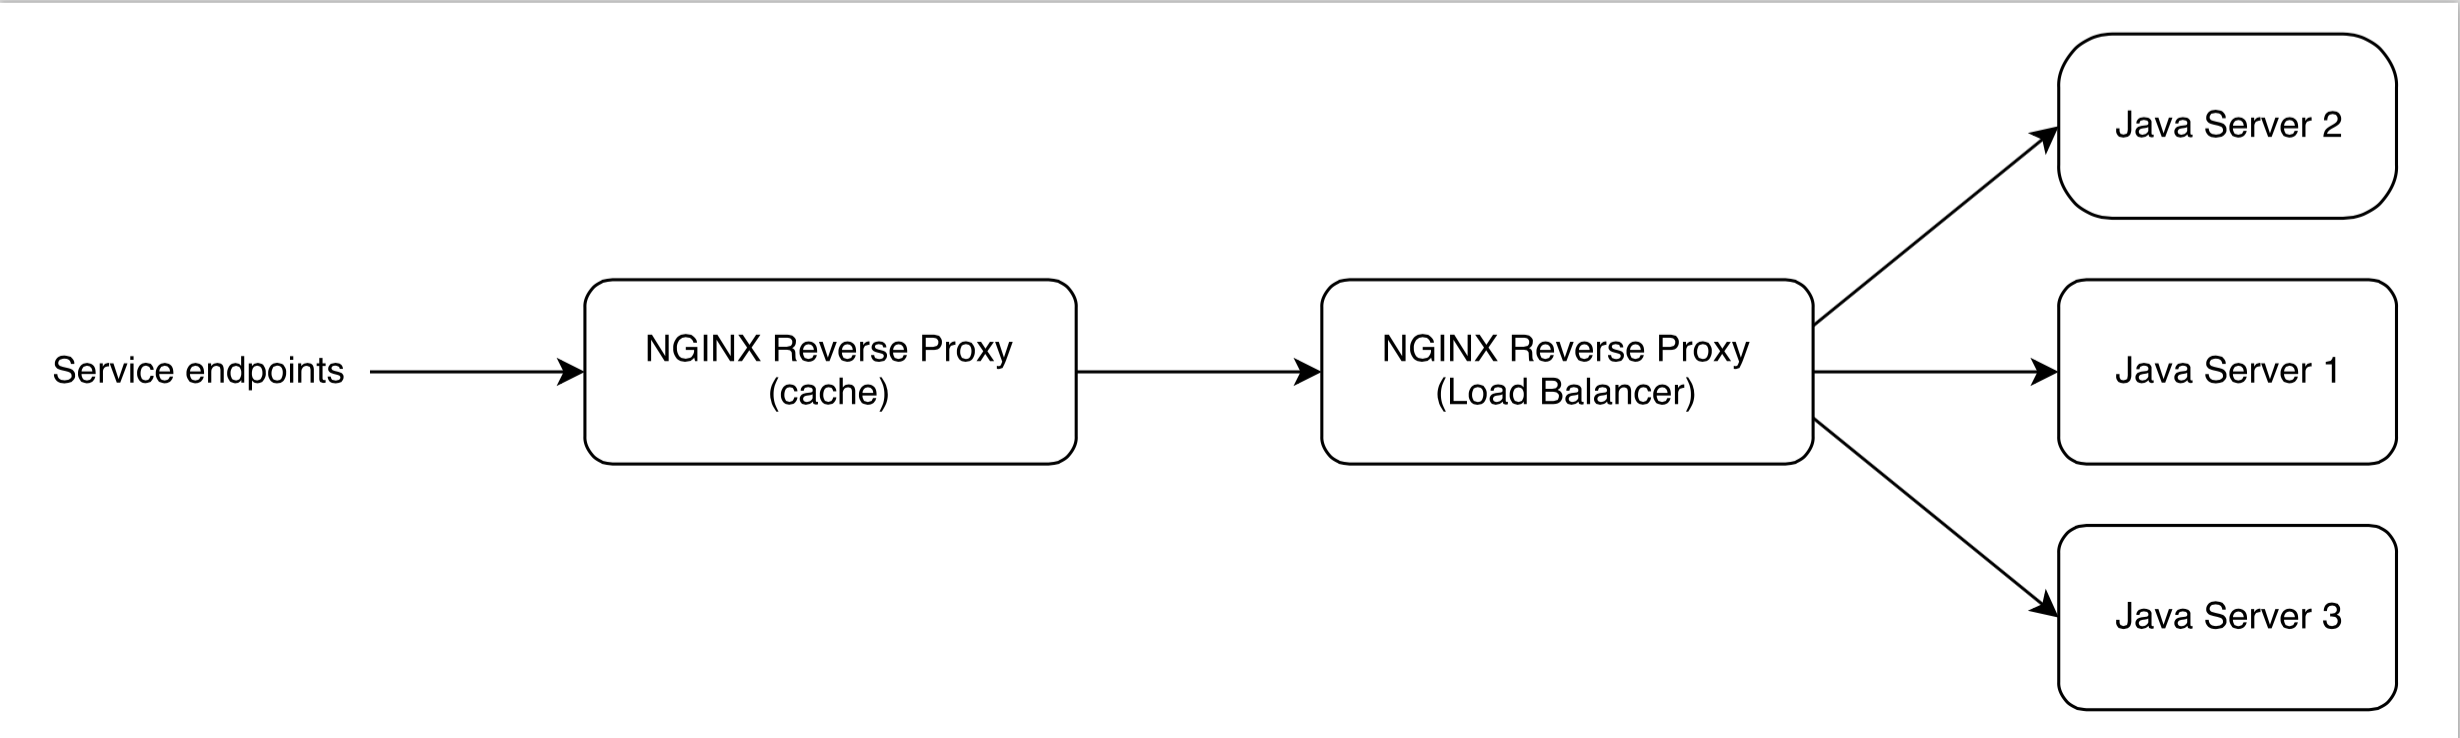 Service endpoints
NGINX Reverse Proxy
(cache)
NGINX Reverse Proxy
(Load Balancer)
Java Server 2
Java Server 1
Java Server 3